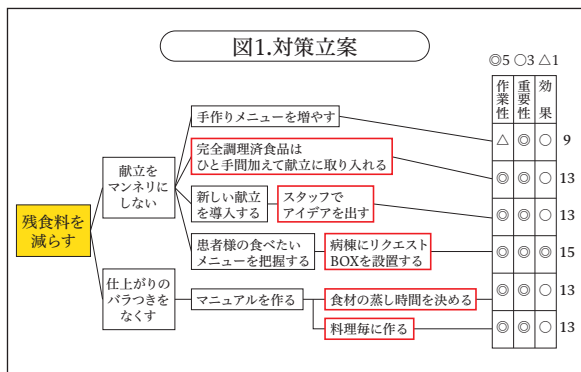 図1.対策立案
◎5 ○3 △1
作業性
重要性
効果
残食料を
減らす
献立を
マンネリに
しない
手作りメニューを増やす
△ ◎ ○ 9
完全調理済食品は
ひと手間加えて献立に取り入れる
◎ ◎ ○ 13
新しい献立
を導入する
スタッフで
アイデアを出す
◎ ◎ ○ 13
患者様の食べたい
メニューを把握する
病棟にリクエスト
BOXを設置する
◎ ◎ ◎ 15
仕上がりの
バラつきを
なくす
マニュアルを作る
食材の蒸し時間を決める
◎ ◎ ○ 13
料理毎に作る
◎ ◎ ○ 13